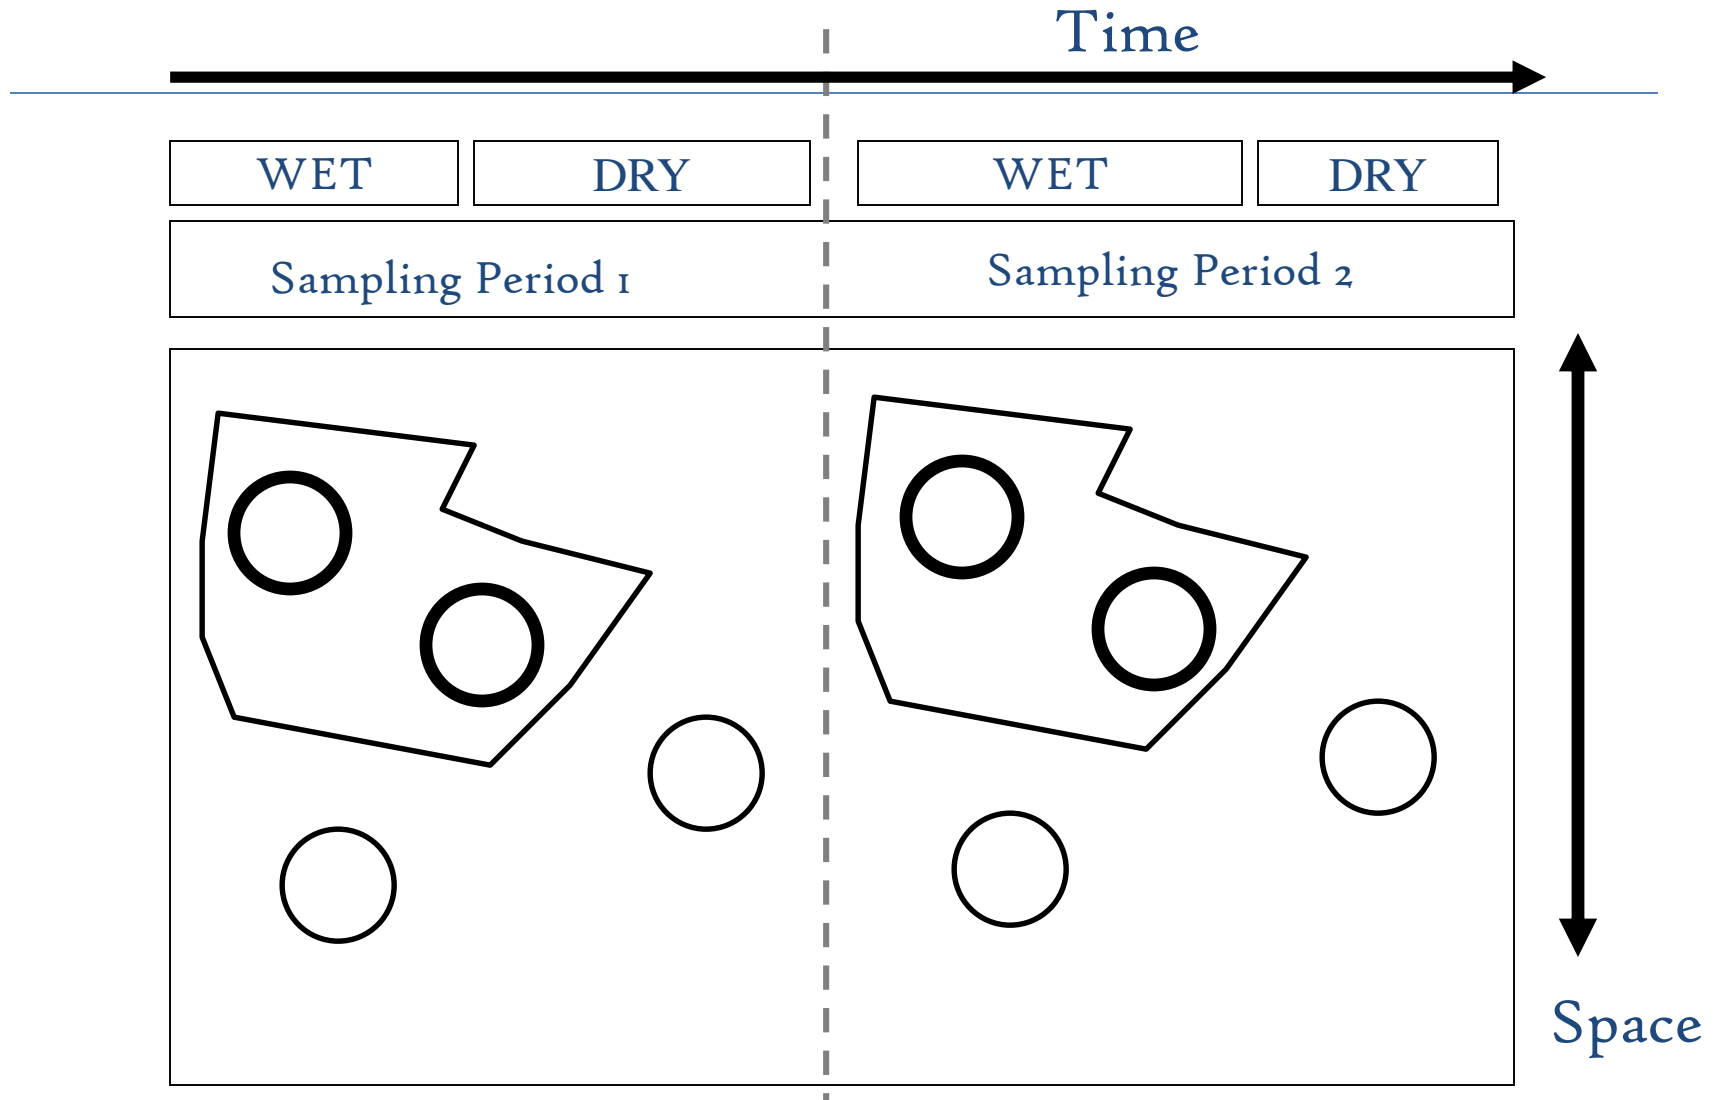 Time
WET
DRY
WET
DRY
Sampling Period 1
Sampling Period 2
Space